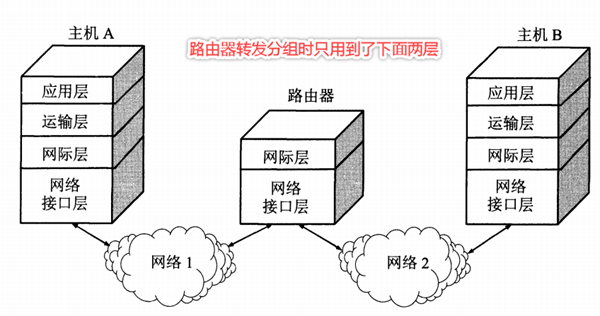 主机 A
路由器转发分组时只用到了下面两层
主机 B
应用层
运输层
网际层
网络
接口层
路由器
网际层
网络
接口层
应用层
运输层
网际层
网络
接口层
网络 1
网络 2